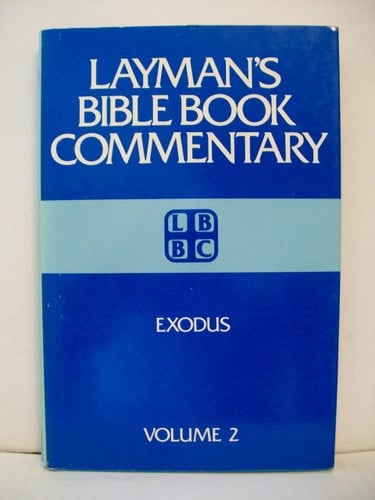 LAYMAN'S
BIBLE BOOK
COMMENTARY
L B
B C
EXODUS
VOLUME 2